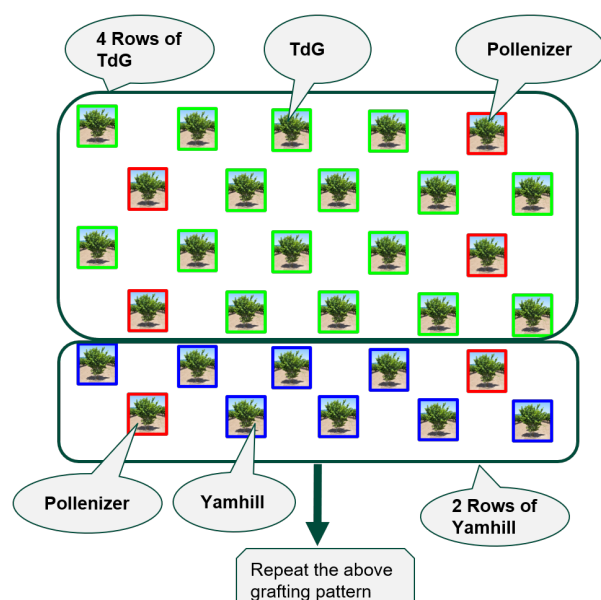 4 Rows of
TdG
TdG
Pollenizer
Pollenizer
Yamhill
2 Rows of
Yamhill
Repeat the above
grafting pattern